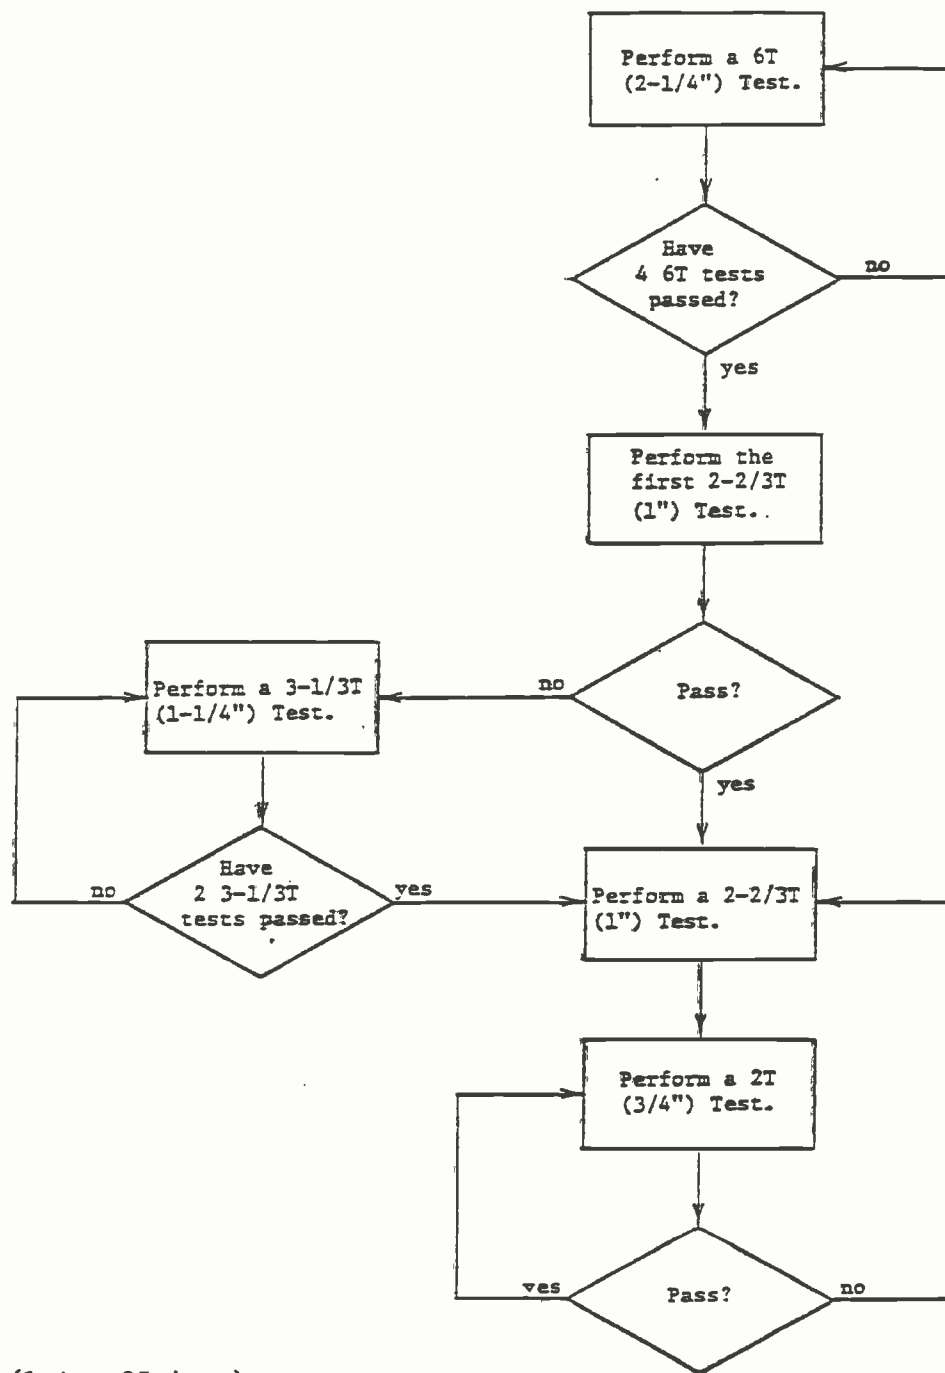 Perform a 6T
(2-1/4") Test.
Have
4 6T tests
passed?
no
yes
Perform the
first 2-2/3T
(1") Test.
Pass?
no
yes
Perform a 3-1/3T
(1-1/4") Test.
Have
2 3-1/3T
tests passed?
no
yes
Perform a 2-2/3T
(1") Test.
Perform a 2T
(3/4") Test.
Pass?
yes
no